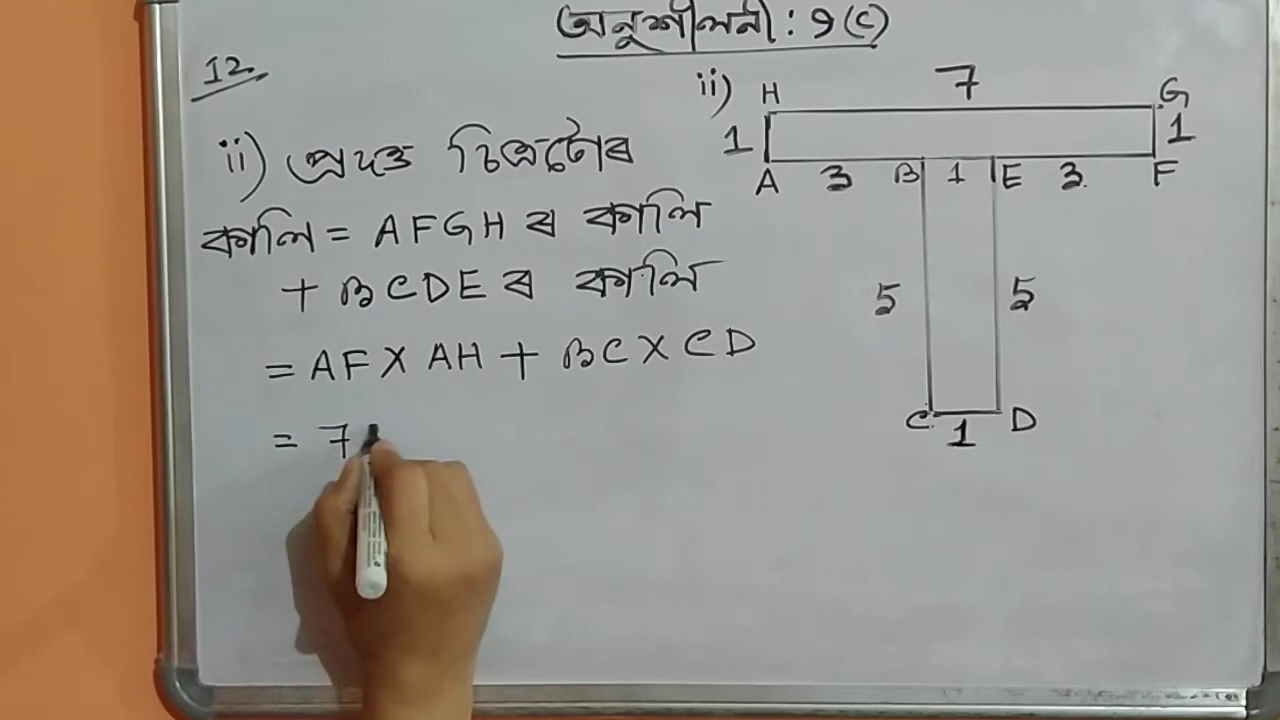 অনুশীলনী: 9(c)
12.
ii) প্ৰদত্ত চিত্ৰটোৰ
কালি = AFGH ৰ কালি
+ BCDE ৰ কালি
= AF X AH + BC X CD
= 7
ii) H 7 G
1 1
A 3 B 1 E 3 F
5 5
C 1 D